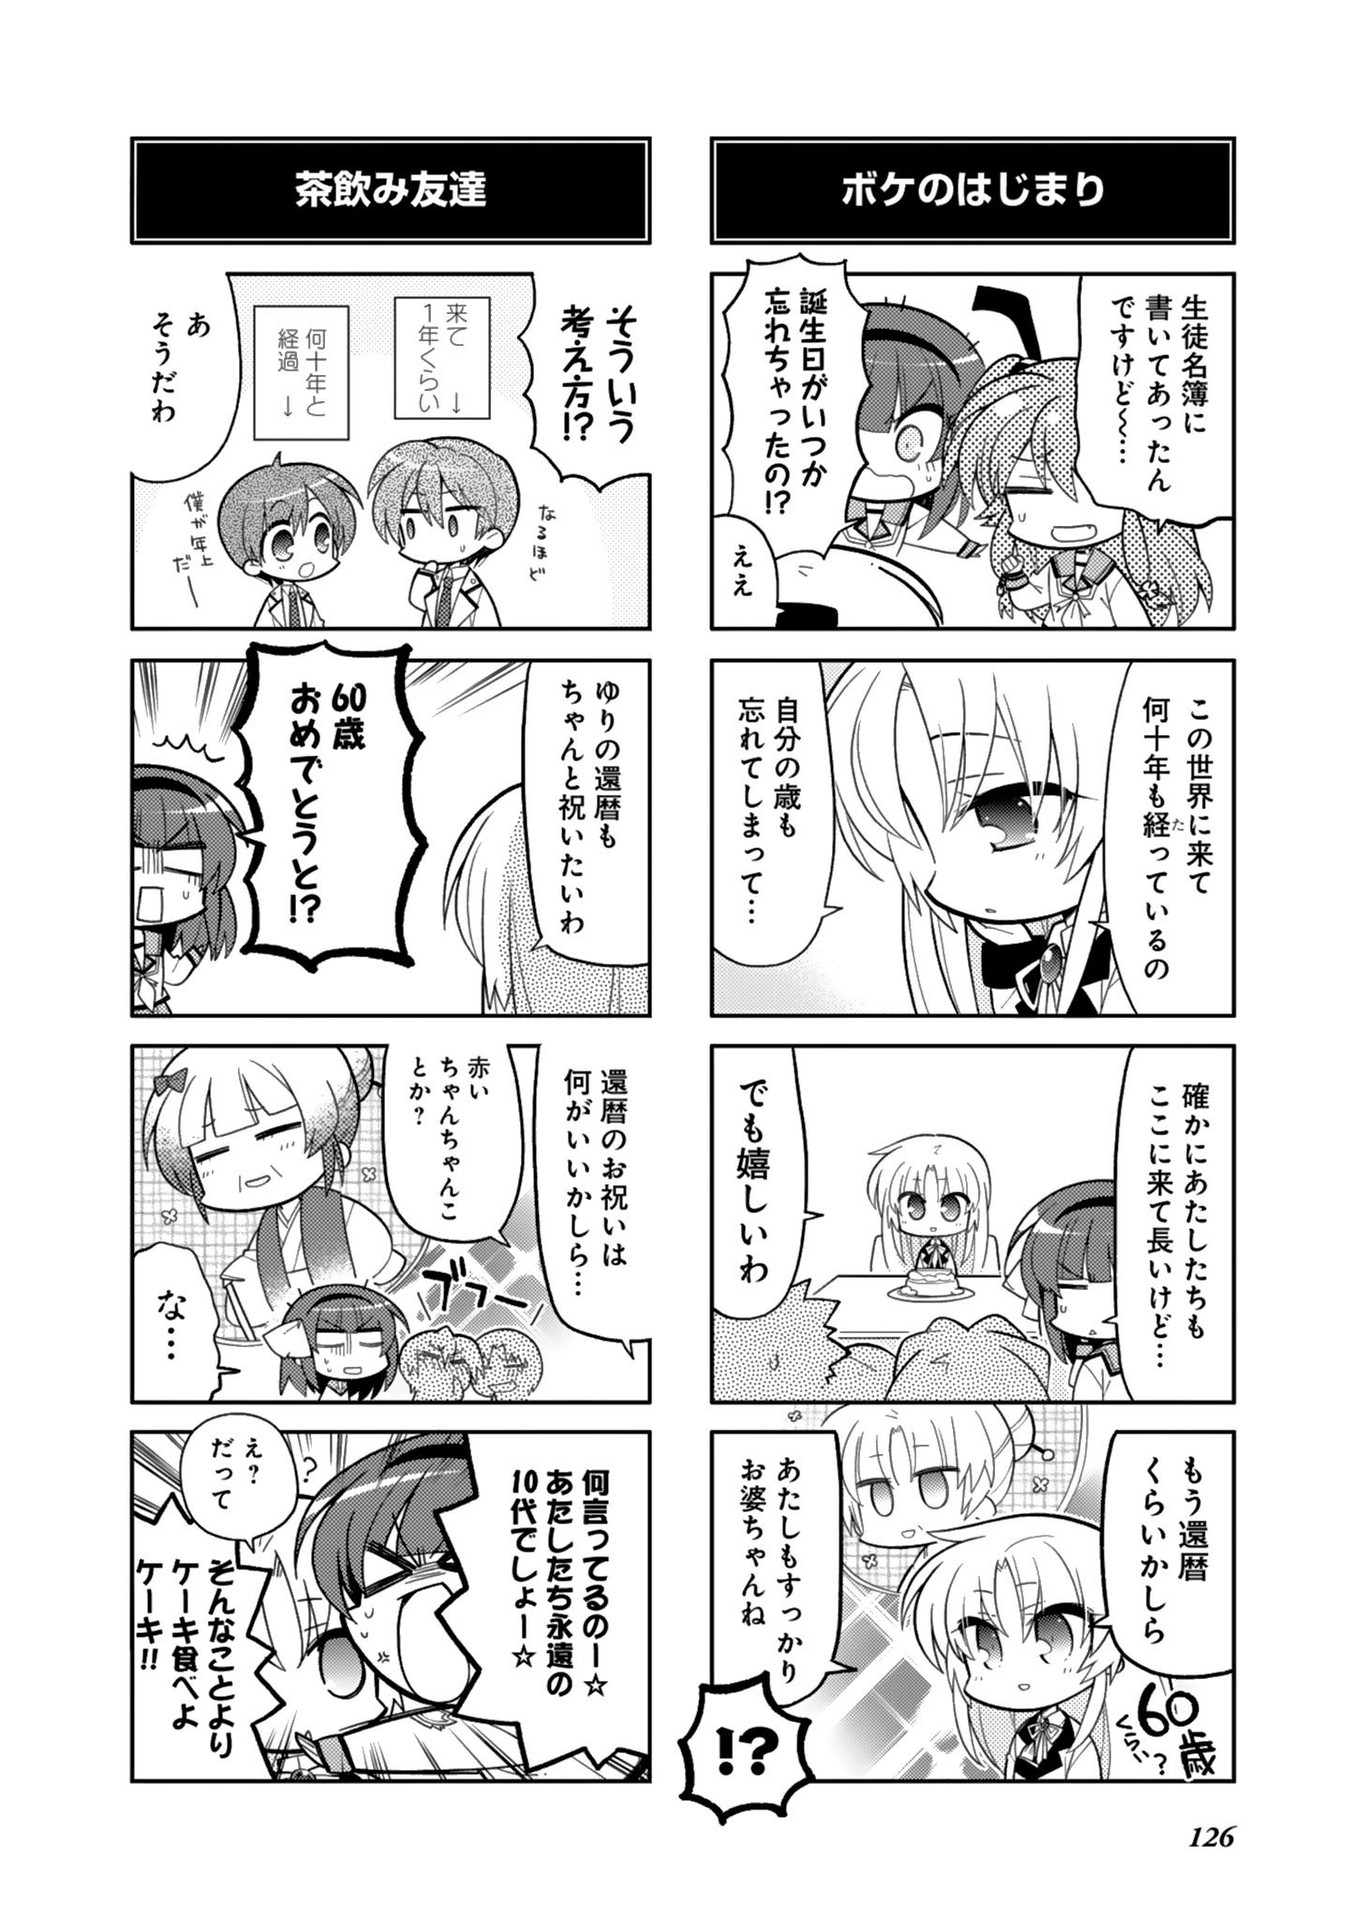 ボケのはじまり
生徒名簿に
書いてあったん
ですけど〜…
誕生日がいつか
忘れちゃったの!?
ええ
この世界に来て
何十年も経っているの
た
自分の歳も
忘れてしまって…
確かにあたしたちも
ここに来て長いけど…
でも嬉しいわ
もう還暦
くらいかしら
60歳
くらい?
あたしもすっかり
お婆ちゃんね
!?
茶飲み友達
そういう
考え方!?
来て
1年くらい
↓
何十年と
経過
↓
なるほど
僕が年上
だー
あ
そうだわ
ゆりの還暦も
ちゃんと祝いたいわ
60歳
おめでとうと!?
還暦のお祝いは
何がいいかしら…
赤い
ちゃんちゃんこ
とか?
ブフー
な…
何言ってるのー☆
あたしたち永遠の
10代でしょー☆
?
え?
だって
そんなことより
ケーキ食べよ
ケーキ!!
126